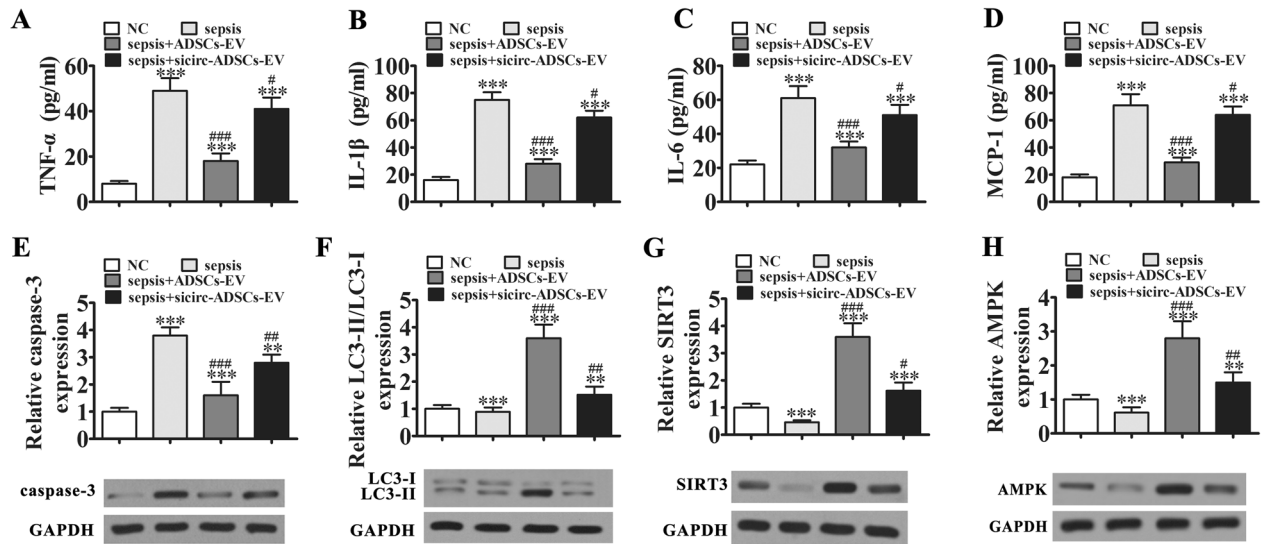 A
NC sepsis
sepsis+ADSCs-EV
sepsis+sicirc-ADSCs-EV
TNF-α (pg/ml)
60
40
20
0
***
###
***
#
***
B
NC sepsis
sepsis+ADSCs-EV
sepsis+sicirc-ADSCs-EV
IL-1β (pg/ml)
100
80
60
40
20
0
***
###
***
#
***
C
NC sepsis
sepsis+ADSCs-EV
sepsis+sicirc-ADSCs-EV
IL-6 (pg/ml)
80
60
40
20
0
***
###
***
#
***
D
NC sepsis
sepsis+ADSCs-EV
sepsis+sicirc-ADSCs-EV
MCP-1 (pg/ml)
100
80
60
40
20
0
***
###
***
#
***
E
NC sepsis
sepsis+ADSCs-EV
sepsis+sicirc-ADSCs-EV
Relative caspase-3
expression
5
4
3
2
1
0
***
###
***
##
**
caspase-3
GAPDH
F
NC sepsis
sepsis+ADSCs-EV
sepsis+sicirc-ADSCs-EV
Relative LC3-II/LC3-I
expression
5
4
3
2
1
0
***
###
***
##
**
LC3-I
LC3-II
GAPDH
G
NC sepsis
sepsis+ADSCs-EV
sepsis+sicirc-ADSCs-EV
Relative SIRT3
expression
5
4
3
2
1
0
***
###
***
#
***
SIRT3
GAPDH
H
NC sepsis
sepsis+ADSCs-EV
sepsis+sicirc-ADSCs-EV
Relative AMPK
expression
4
3
2
1
0
***
###
***
##
**
AMPK
GAPDH